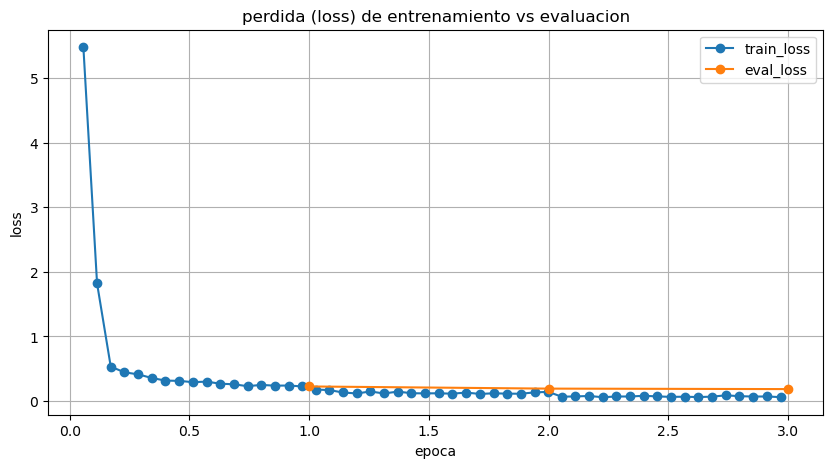 perdida (loss) de entrenamiento vs evaluacion
train_loss
eval_loss
5
4
3
2
1
0
loss
0.0 0.5 1.0 1.5 2.0 2.5 3.0
epoca